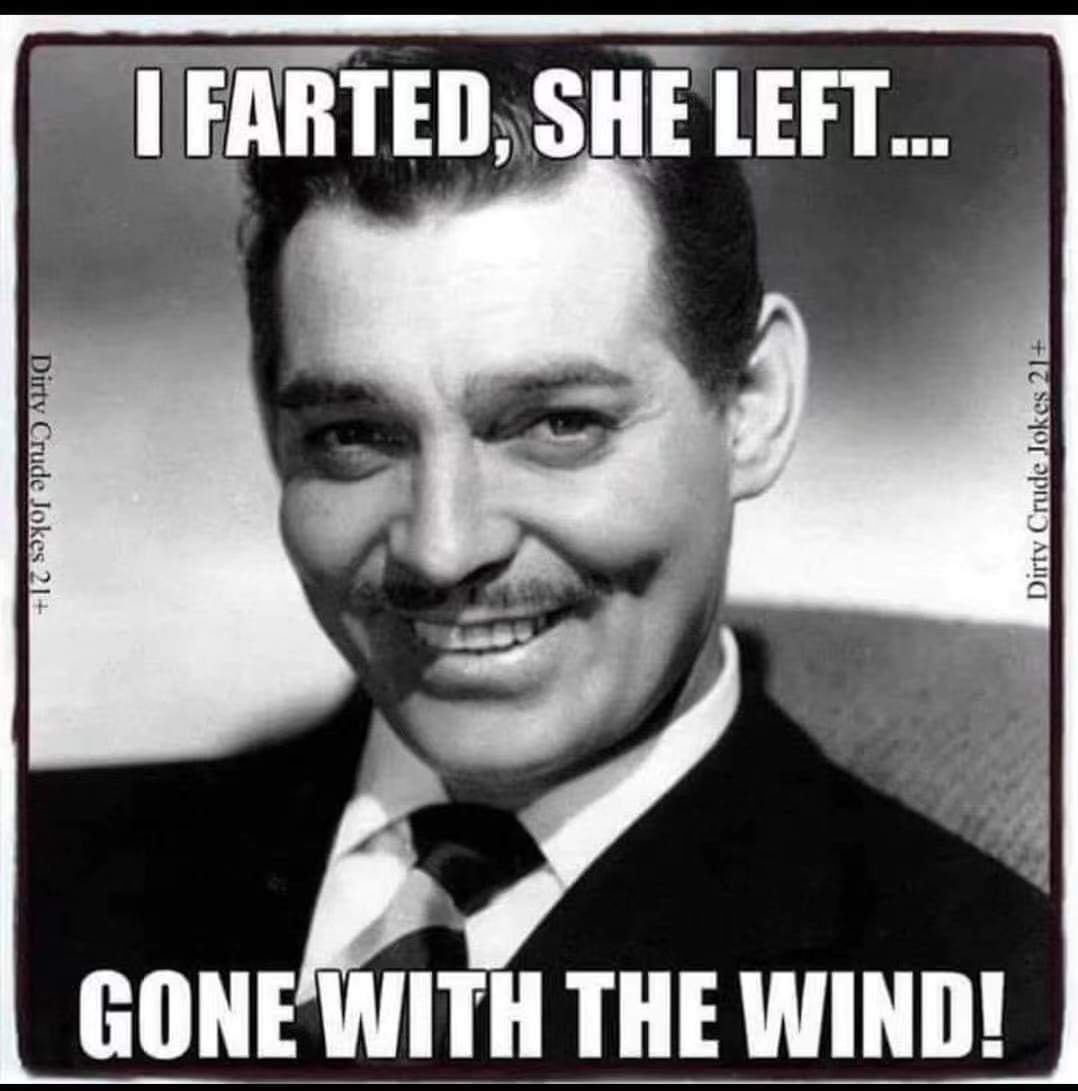 I FARTED, SHE LEFT...
Dirty Crude Jokes 21+
Dirty Crude Jokes 21+
GONE WITH THE WIND!